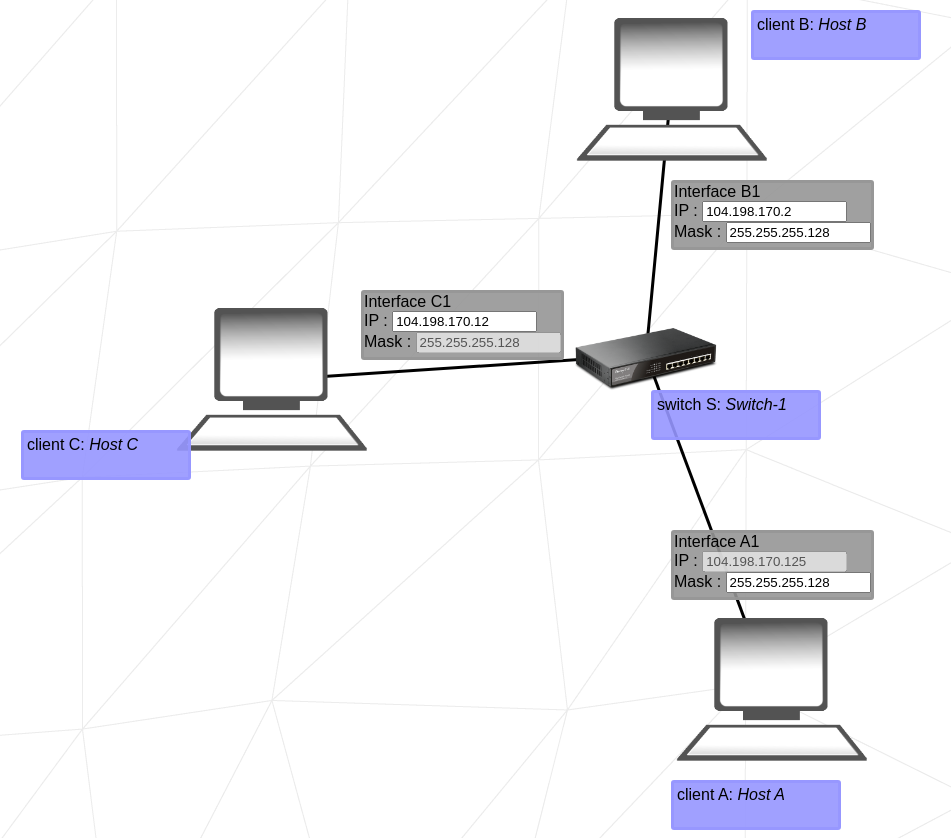 client B: Host B
Interface B1
IP : 104.198.170.2
Mask : 255.255.255.128
Interface C1
IP : 104.198.170.12
Mask : 255.255.255.128
client C: Host C
switch S: Switch-1
Interface A1
IP : 104.198.170.125
Mask : 255.255.255.128
client A: Host A